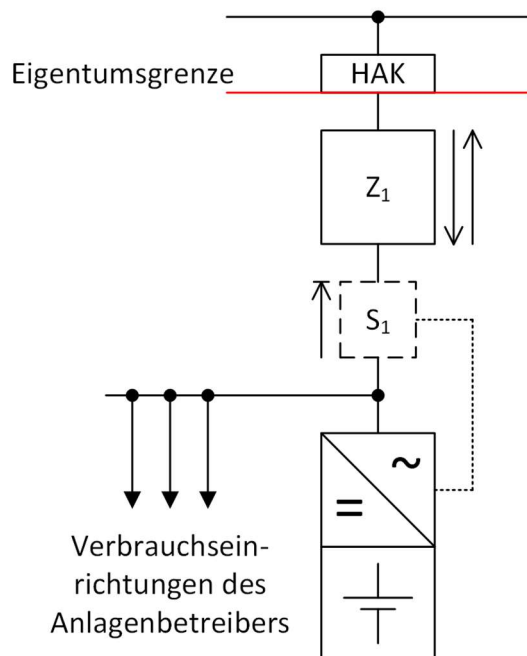 HAK
Eigentumsgrenze
Z₁
S₁
~
=
Verbrauchsein-
richtungen des
Anlagenbetreibers